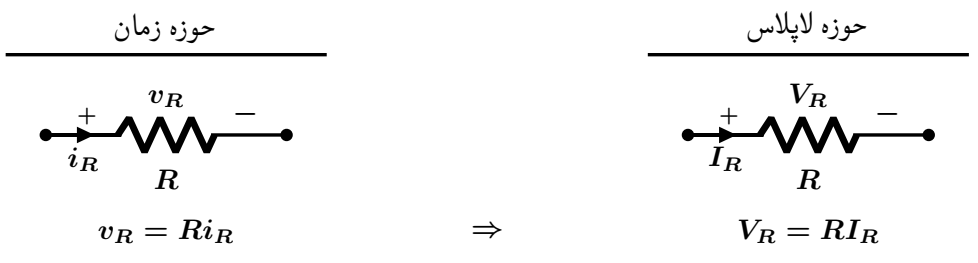 حوزه زمان
حوزه لاپلاس
+ v_R −
i_R
R
+ V_R −
I_R
R
v_R = Ri_R ⇒ V_R = RI_R